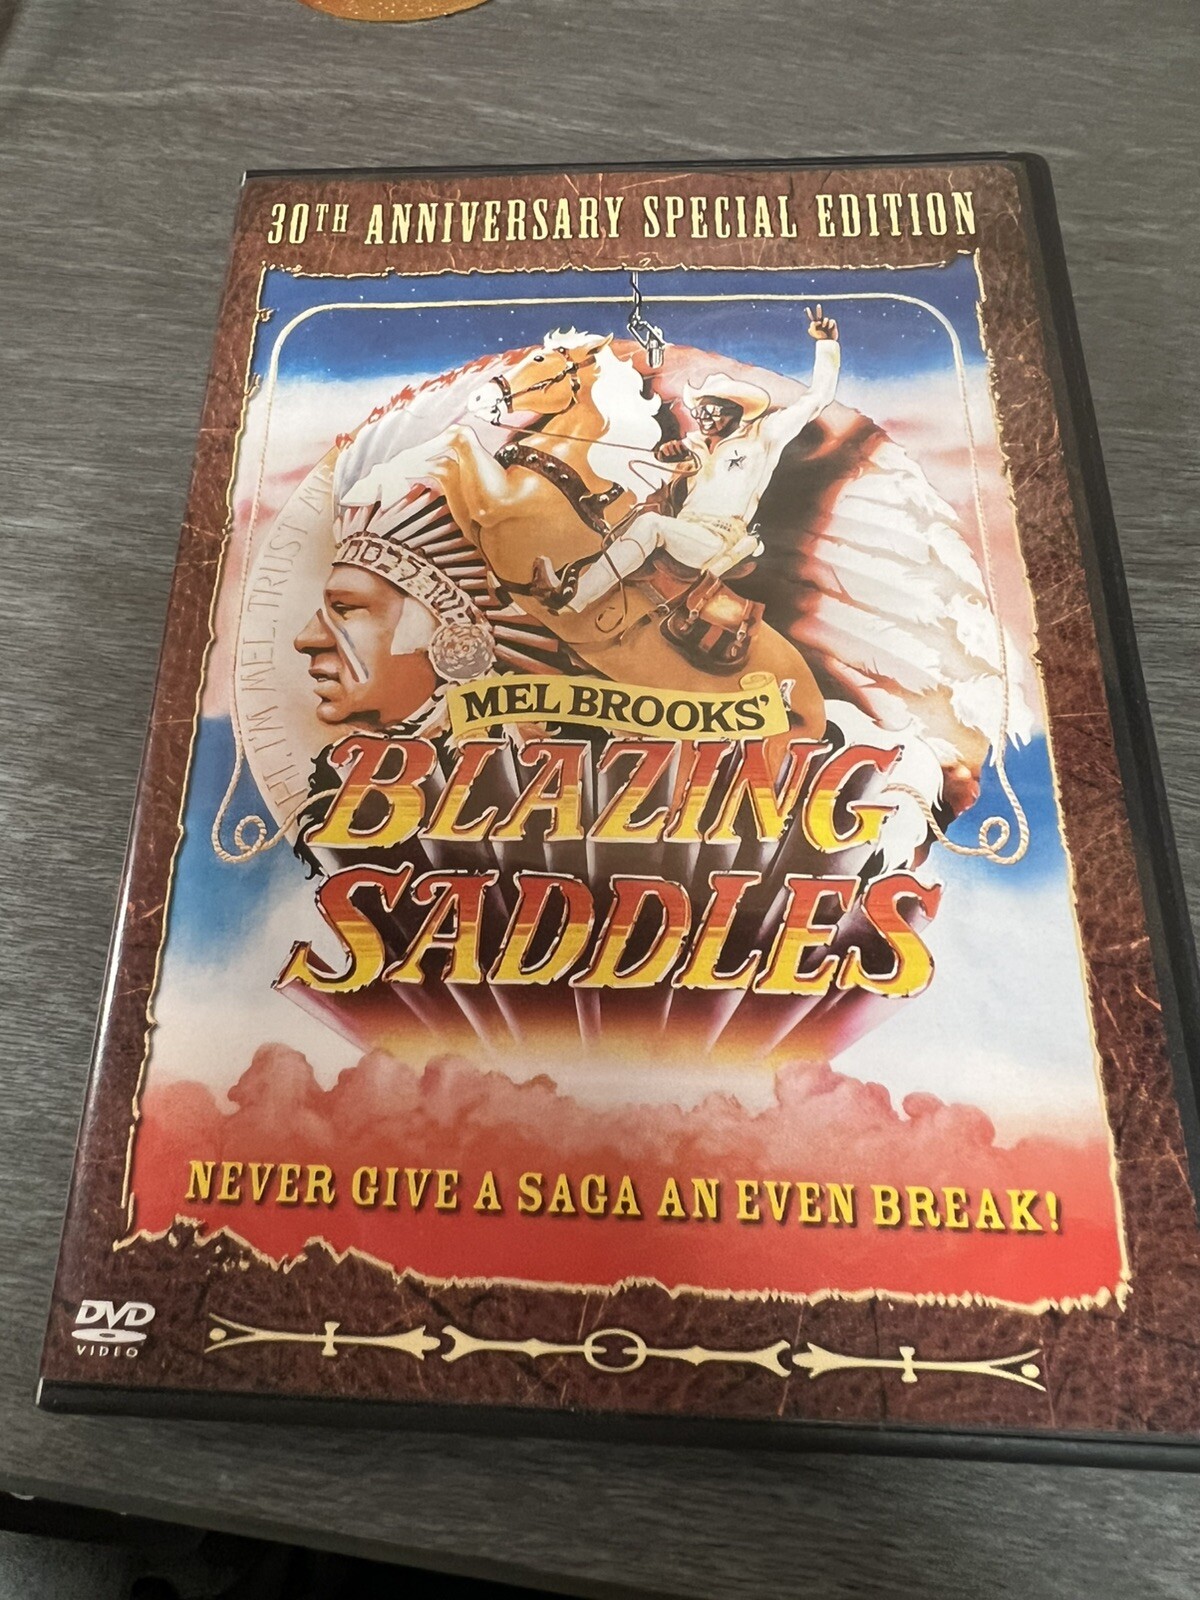 30TH ANNIVERSARY SPECIAL EDITION
HI, I'M MEL, TRUST ME
MEL BROOKS'
BLAZING
SADDLES
NEVER GIVE A SAGA AN EVEN BREAK!
DVD
VIDEO